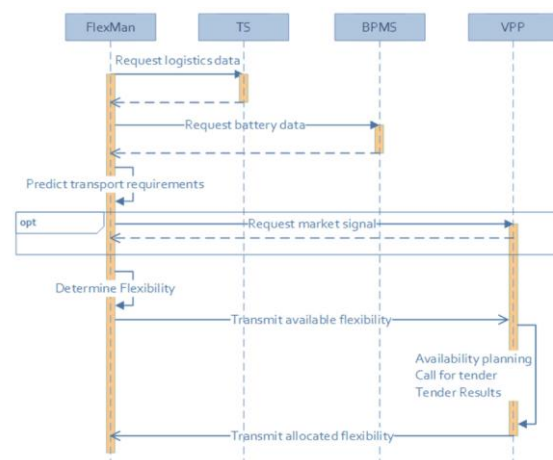 FlexMan
TS
BPMS
VPP
Request logistics data
Request battery data
Predict transport requirements
opt
Request market signal
Determine Flexibility
Transmit available flexibility
Availability planning
Call for tender
Tender Results
Transmit allocated flexibility